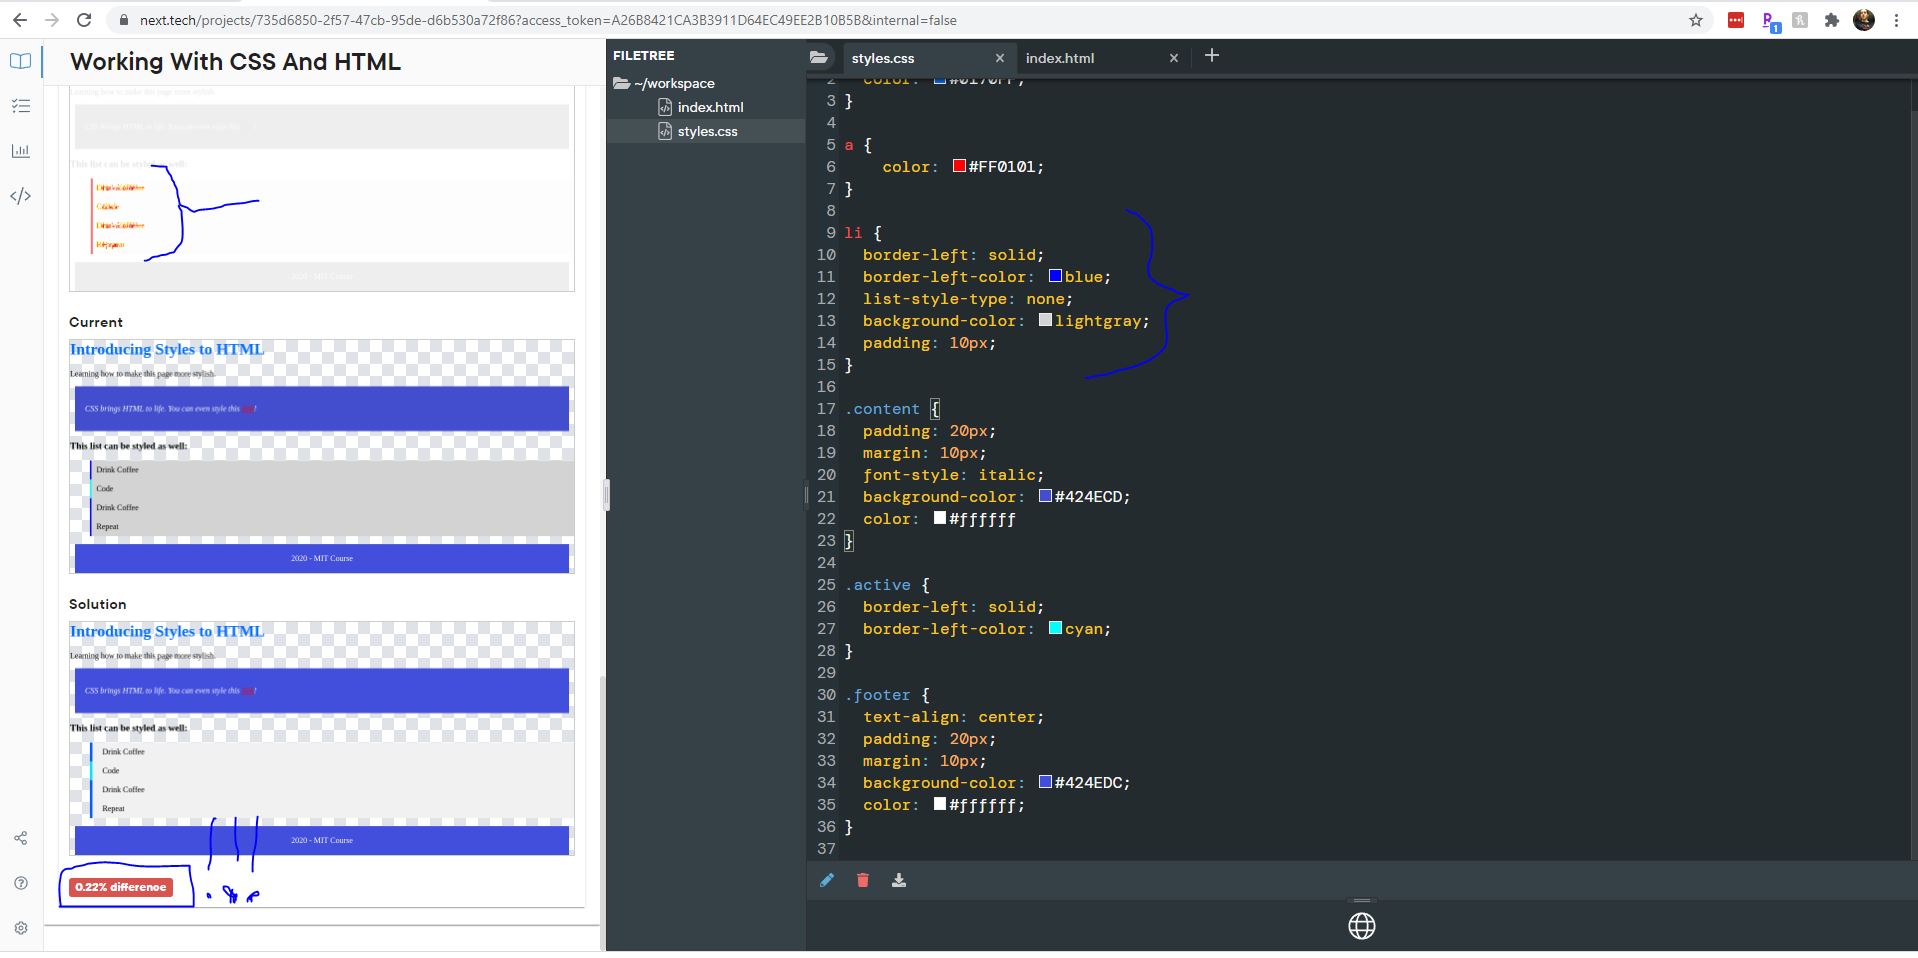 next.tech/projects/735d6850-2f57-47cb-95de-d6b530a72f86?access_token=A26B8421CA3B3911D64EC49EE2B10B5B&internal=false
Working With CSS And HTML
Learning how to make this page more stylish.
This list can be styled as well:
2020 - MIT Course
Current
Introducing Styles to HTML
Learning how to make this page more stylish.
CSS brings HTML to life. You can even style this link!
This list can be styled as well:
Drink Coffee
Code
Drink Coffee
Repeat
2020 - MIT Course
Solution
Introducing Styles to HTML
Learning how to make this page more stylish.
CSS brings HTML to life. You can even style this link!
This list can be styled as well:
Drink Coffee
Code
Drink Coffee
Repeat
2020 - MIT Course
0.22% difference
FILETREE
~/workspace
index.html
styles.css
styles.css ×
index.html ×
+
2 color: #0170FF;
3 }
4
5 a {
6 color: #FF0101;
7 }
8
9 li {
10 border-left: solid;
11 border-left-color: blue;
12 list-style-type: none;
13 background-color: lightgray;
14 padding: 10px;
15 }
16
17 .content {
18 padding: 20px;
19 margin: 10px;
20 font-style: italic;
21 background-color: #424ECD;
22 color: #ffffff
23 }
24
25 .active {
26 border-left: solid;
27 border-left-color: cyan;
28 }
29
30 .footer {
31 text-align: center;
32 padding: 20px;
33 margin: 10px;
34 background-color: #424EDC;
35 color: #ffffff;
36 }
37